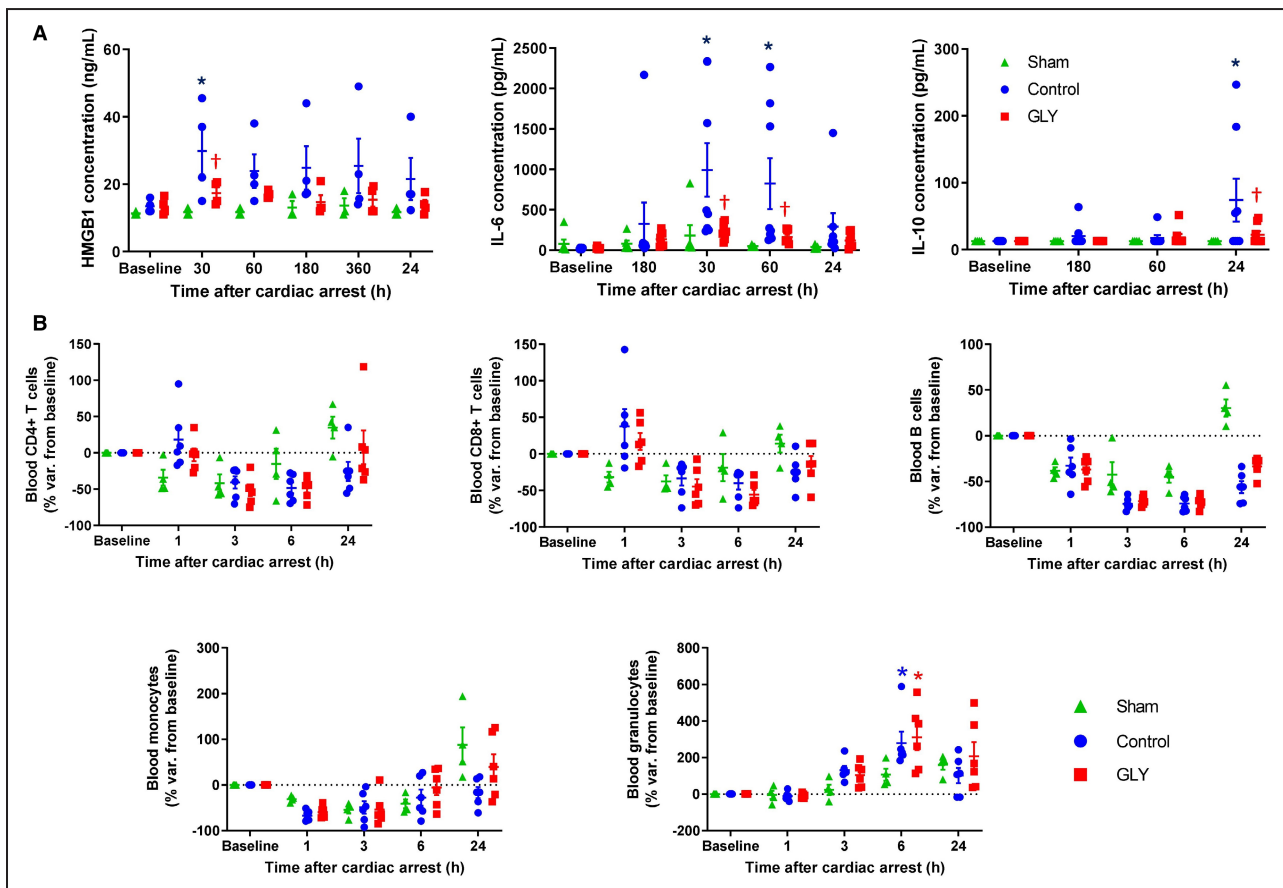 A
HMGB1 concentration (ng/mL)
60
40
20
0
*
†
Baseline 30 60 180 360 24
Time after cardiac arrest (h)
IL-6 concentration (pg/mL)
2500
2000
1500
1000
500
0
* *
† †
Baseline 180 30 60 24
Time after cardiac arrest (h)
IL-10 concentration (pg/mL)
300
200
100
0
Sham
Control
GLY
*
†
Baseline 180 60 24
Time after cardiac arrest (h)
B
Blood CD4+ T cells
(% var. from baseline)
150
100
50
0
-50
-100
Baseline 1 3 6 24
Time after cardiac arrest (h)
Blood CD8+ T cells
(% var. from baseline)
150
100
50
0
-50
-100
Baseline 1 3 6 24
Time after cardiac arrest (h)
Blood B cells
(% var. from baseline)
100
50
0
-50
-100
Baseline 1 3 6 24
Time after cardiac arrest (h)
Blood monocytes
(% var. from baseline)
300
200
100
0
-100
Baseline 1 3 6 24
Time after cardiac arrest (h)
Blood granulocytes
(% var. from baseline)
800
600
400
200
0
-200
* *
Baseline 1 3 6 24
Time after cardiac arrest (h)
Sham
Control
GLY